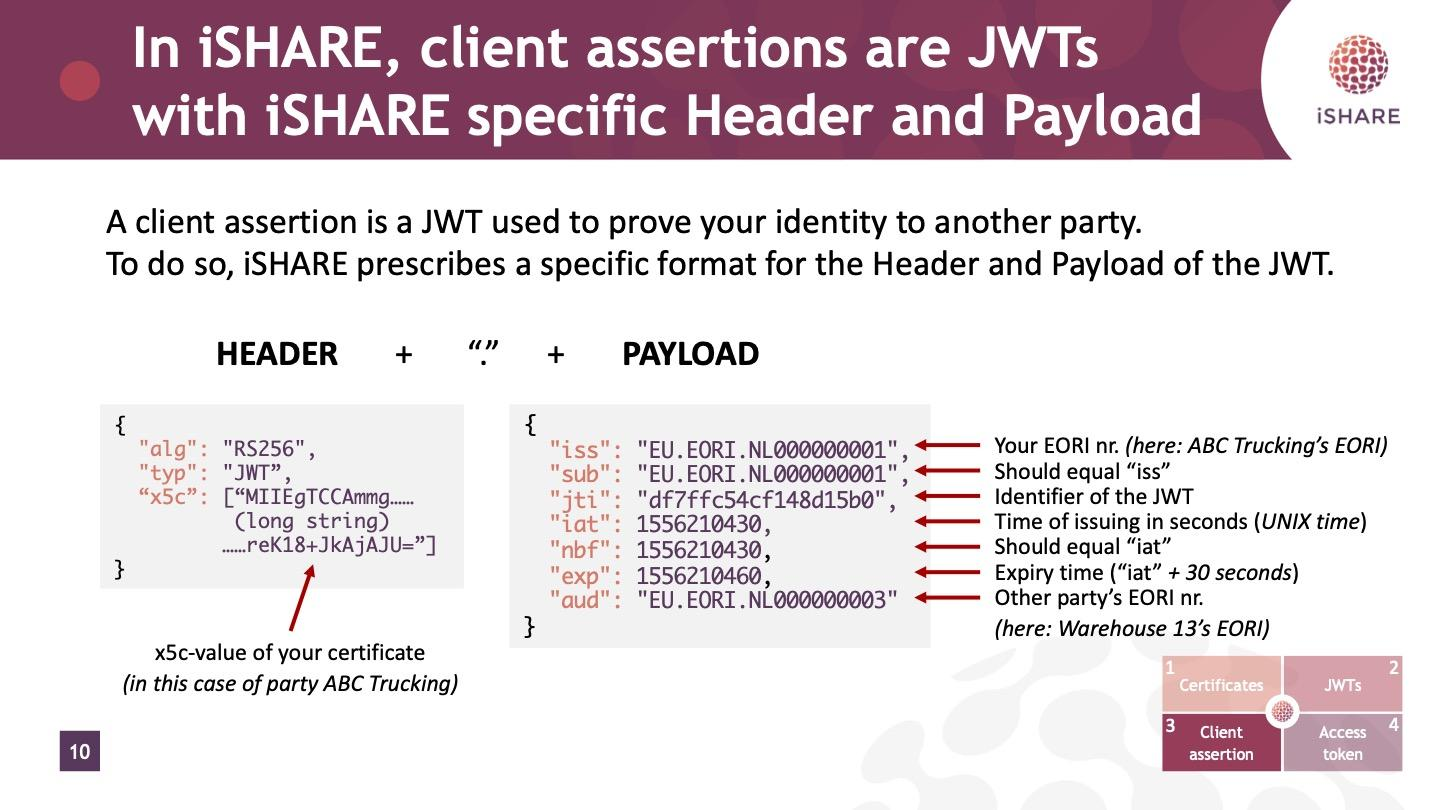 In iSHARE, client assertions are JWTs
with iSHARE specific Header and Payload
iSHARE
A client assertion is a JWT used to prove your identity to another party.
To do so, iSHARE prescribes a specific format for the Header and Payload of the JWT.
HEADER + “.” + PAYLOAD
{
"alg": "RS256",
"typ": "JWT”,
“x5c”: [“MIIEgTCCAmmg……
(long string)
……reK18+JkAjAJU=”]
}
x5c-value of your certificate
(in this case of party ABC Trucking)
{
"iss": "EU.EORI.NL000000001",
"sub": "EU.EORI.NL000000001",
"jti": "df7ffc54cf148d15b0",
"iat": 1556210430,
"nbf": 1556210430,
"exp": 1556210460,
"aud": "EU.EORI.NL000000003"
}
Your EORI nr. (here: ABC Trucking’s EORI)
Should equal “iss”
Identifier of the JWT
Time of issuing in seconds (UNIX time)
Should equal “iat”
Expiry time (“iat” + 30 seconds)
Other party’s EORI nr.
(here: Warehouse 13’s EORI)
1
Certificates
2
JWTs
3
Client
assertion
4
Access
token
10